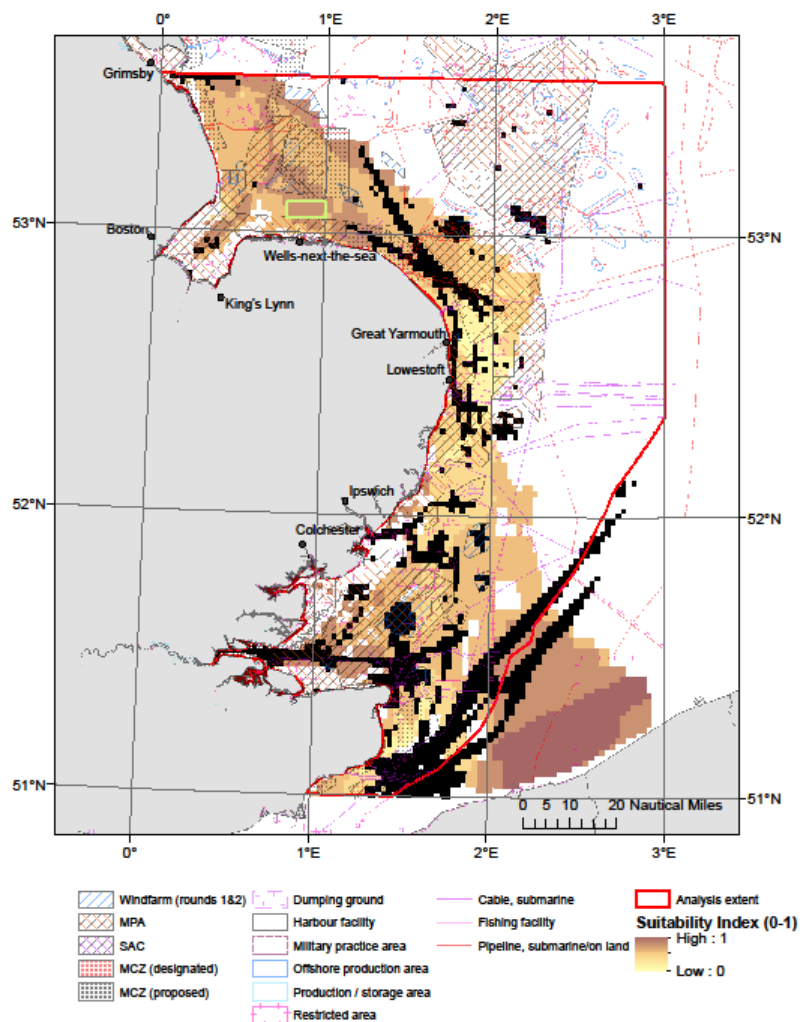 0° 1°E 2°E 3°E
Grimsby
53°N 53°N
Boston
Wells-next-the-sea
King's Lynn
Great Yarmouth
Lowestoft
Ipswich
52°N 52°N
Colchester
51°N 51°N
0 5 10 20 Nautical Miles
0° 1°E 2°E 3°E
Windfarm (rounds 1&2)
MPA
SAC
MCZ (designated)
MCZ (proposed)
Dumping ground
Harbour facility
Military practice area
Offshore production area
Production / storage area
Restricted area
Cable, submarine
Fishing facility
Pipeline, submarine/on land
Analysis extent
Suitability Index (0-1)
High : 1
Low : 0